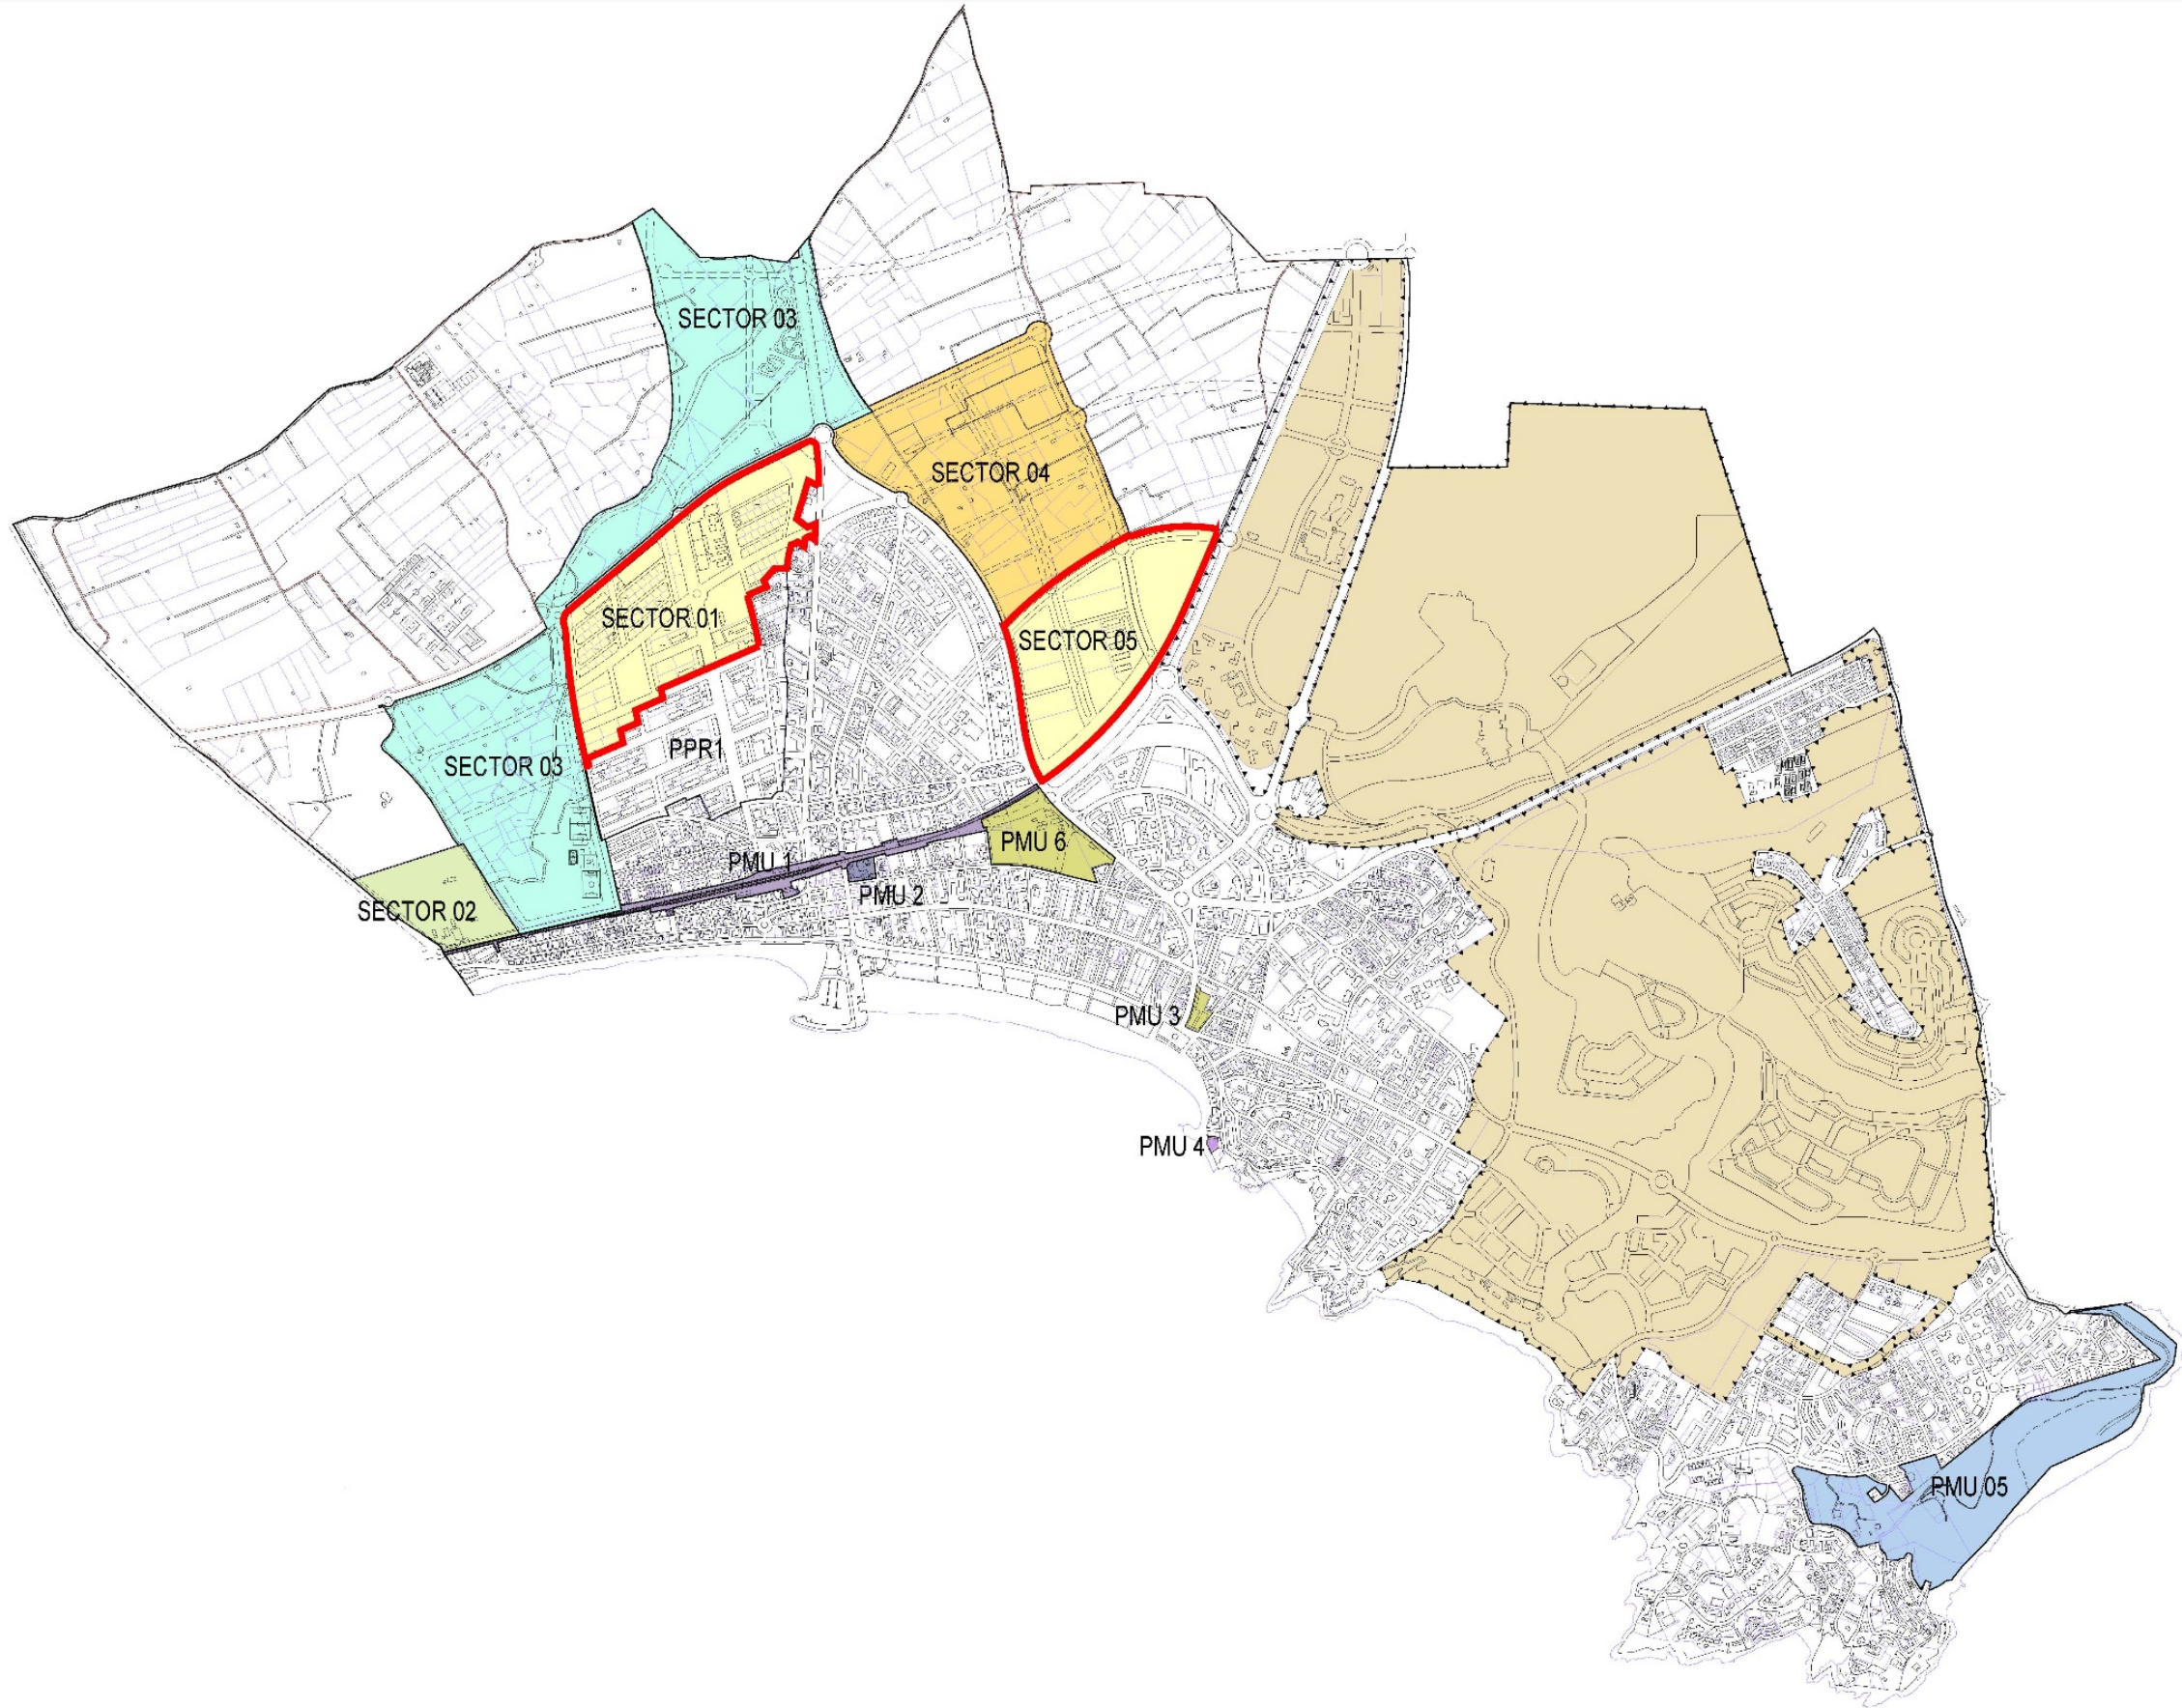 SECTOR 03
SECTOR 04
SECTOR 01
SECTOR 05
PPR1
SECTOR 03
PMU 6
PMU 1
PMU 2
SECTOR 02
PMU 3
PMU 4
PMU 05